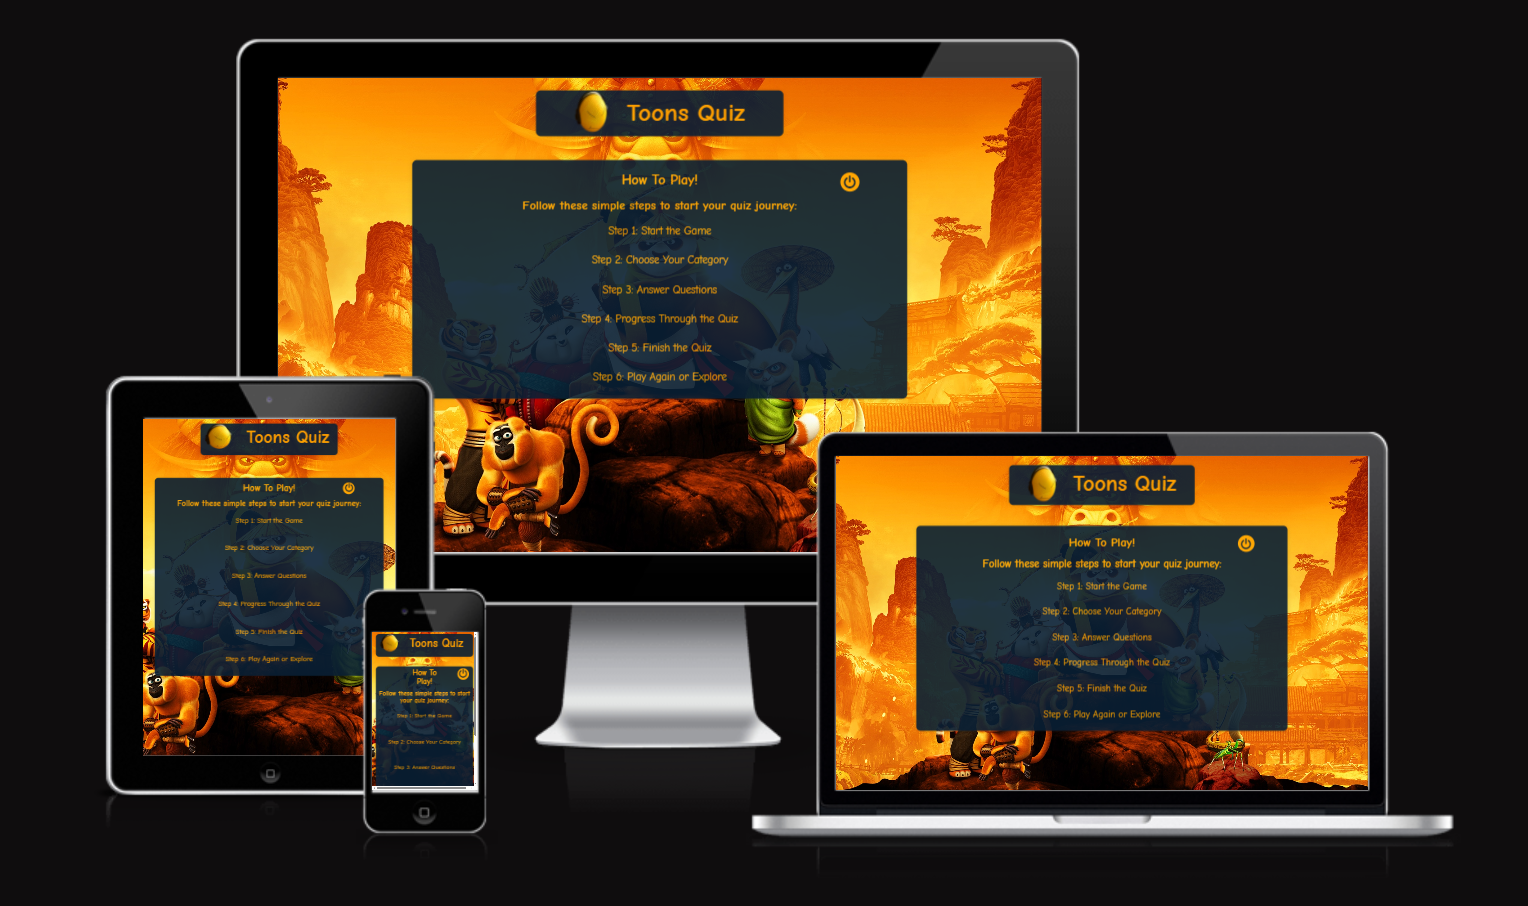 Toons Quiz
How To Play!
Follow these simple steps to start your quiz journey:
Step 1: Start the Game
Step 2: Choose Your Category
Step 3: Answer Questions
Step 4: Progress Through the Quiz
Step 5: Finish the Quiz
Step 6: Play Again or Explore
Toons Quiz
How To Play!
Follow these simple steps to start your quiz journey:
Step 1: Start the Game
Step 2: Choose Your Category
Step 3: Answer Questions
Step 4: Progress Through the Quiz
Step 5: Finish the Quiz
Step 6: Play Again or Explore
Toons Quiz
How To
Play!
Follow these simple steps to start
your quiz journey:
Step 1: Start the Game
Step 2: Choose Your Category
Step 3: Answer Questions
Toons Quiz
How To Play!
Follow these simple steps to start your quiz journey:
Step 1: Start the Game
Step 2: Choose Your Category
Step 3: Answer Questions
Step 4: Progress Through the Quiz
Step 5: Finish the Quiz
Step 6: Play Again or Explore